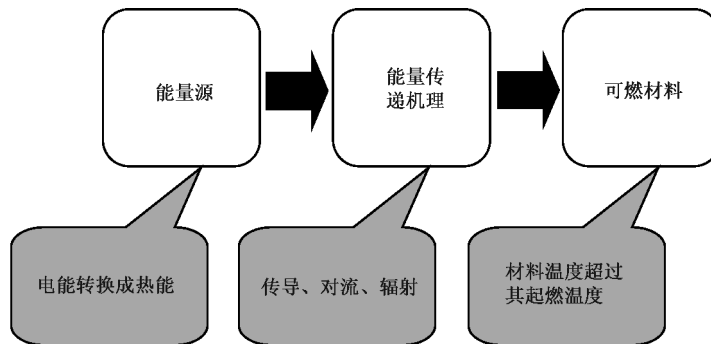 能量源
能量传
递机理
可燃材料
电能转换成热能
传导、对流、辐射
材料温度超过
其起燃温度